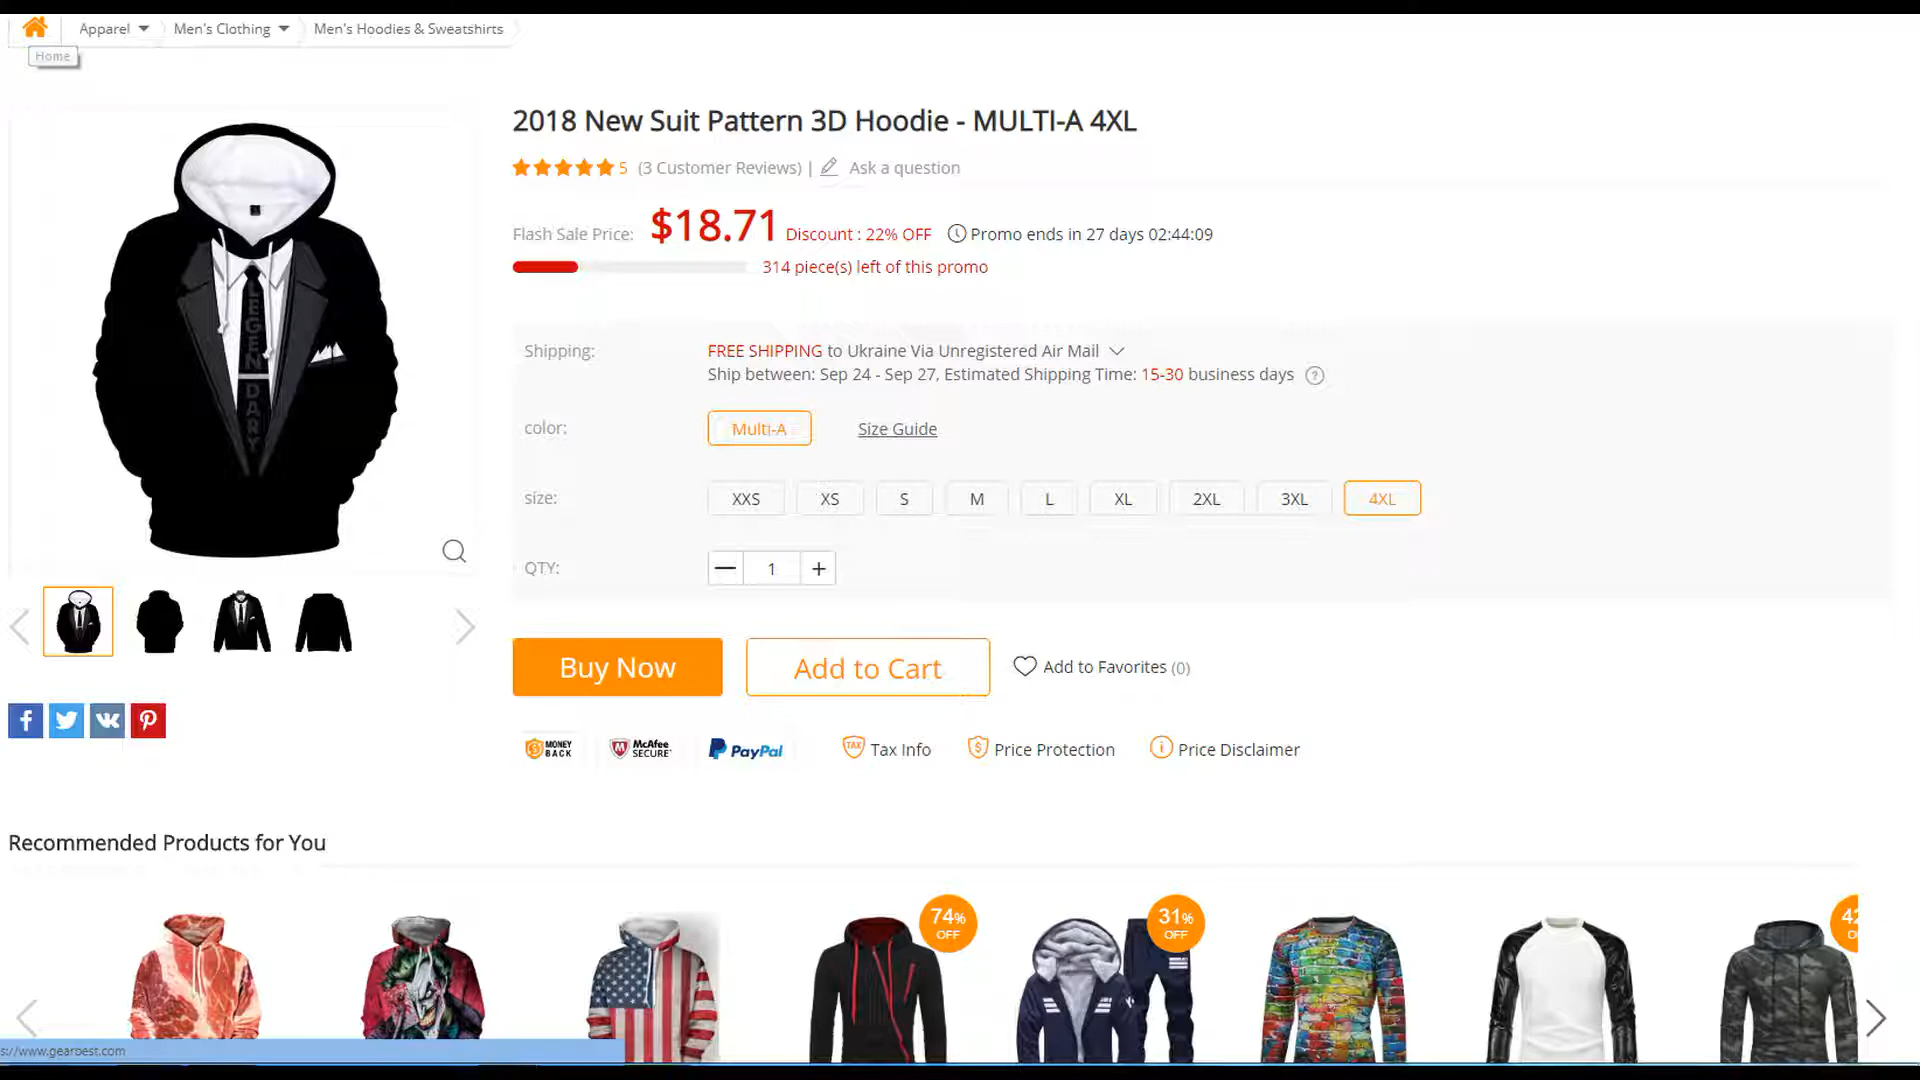 Apparel
Men's Clothing
Men's Hoodies & Sweatshirts
Home
2018 New Suit Pattern 3D Hoodie - MULTI-A 4XL
5 (3 Customer Reviews) | Ask a question
Flash Sale Price: $18.71 Discount : 22% OFF Promo ends in 27 days 02:44:09
314 piece(s) left of this promo
LEGEN-DARY
Shipping: FREE SHIPPING to Ukraine Via Unregistered Air Mail
Ship between: Sep 24 - Sep 27, Estimated Shipping Time: 15-30 business days ?
color: Multi-A Size Guide
size: XXS XS S M L XL 2XL 3XL 4XL
QTY: 1 +
Buy Now Add to Cart Add to Favorites (0)
MONEY BACK McAfee SECURE PayPal TAX Tax Info $ Price Protection Price Disclaimer
Recommended Products for You
74% OFF
31% OFF
s://www.gearbest.com